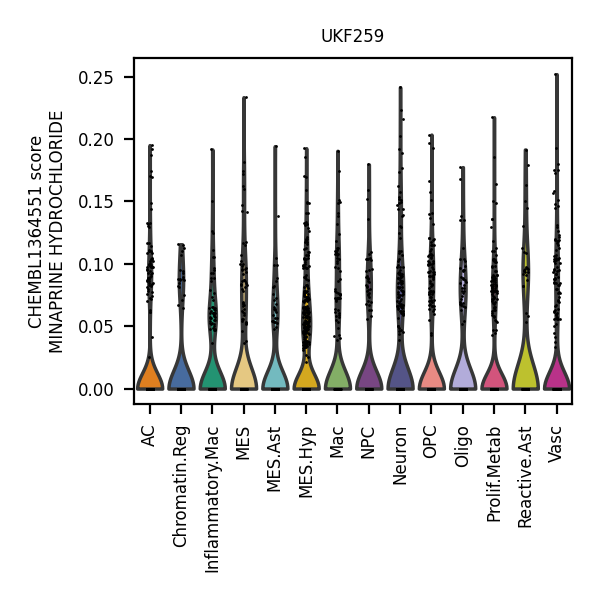 UKF259
CHEMBL1364551 score
MINAPRINE HYDROCHLORIDE
0.25
0.20
0.15
0.10
0.05
0.00
AC
Chromatin.Reg
Inflammatory.Mac
MES
MES.Ast
MES.Hyp
Mac
NPC
Neuron
OPC
Oligo
Prolif.Metab
Reactive.Ast
Vasc